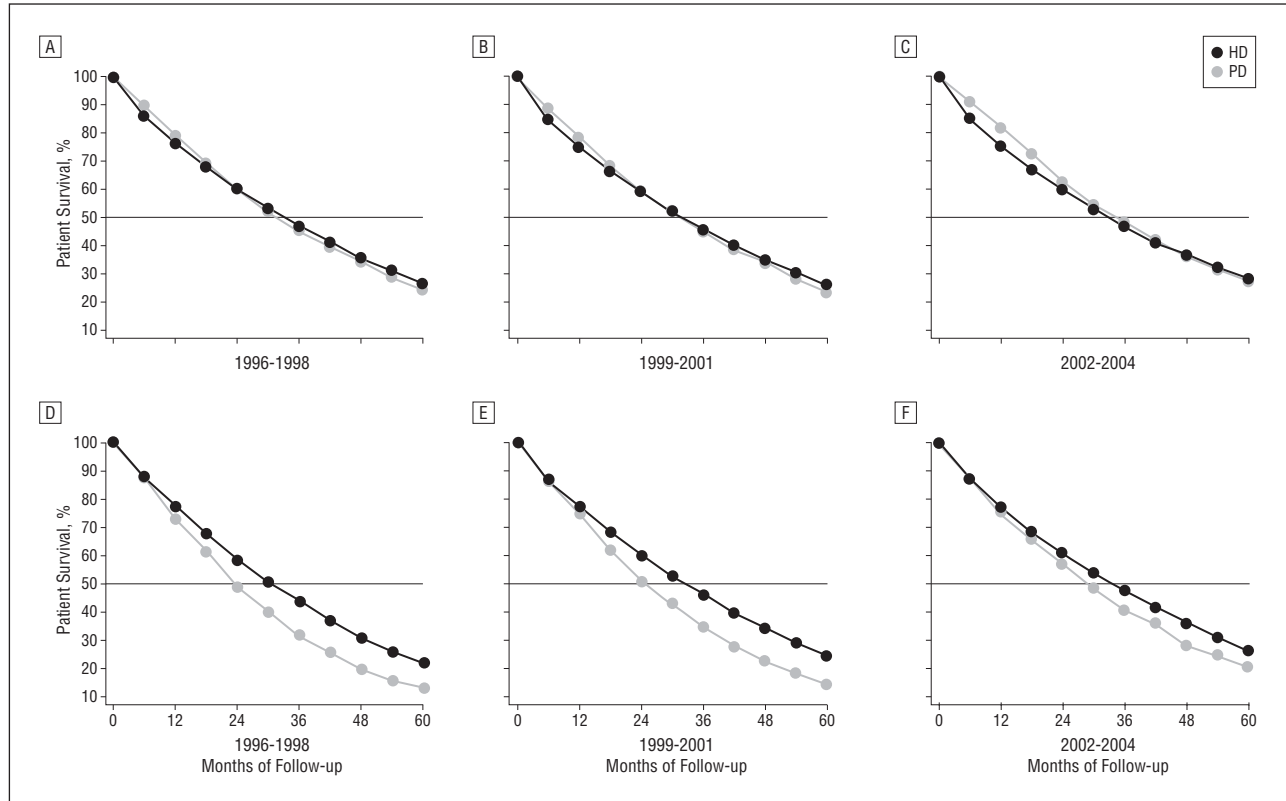 A
B
C
HD
PD
Patient Survival, %
100
90
80
70
60
50
40
30
20
10
1996-1998
1999-2001
2002-2004
D
E
F
Patient Survival, %
100
90
80
70
60
50
40
30
20
10
0 12 24 36 48 60
0 12 24 36 48 60
0 12 24 36 48 60
1996-1998
1999-2001
2002-2004
Months of Follow-up
Months of Follow-up
Months of Follow-up